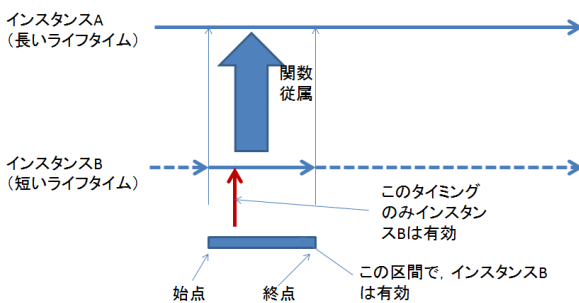 インスタンスA
（長いライフタイム）
関数
従属
インスタンスB
（短いライフタイム）
このタイミング
のみインスタン
スBは有効
この区間で，インスタンスB
は有効
始点
終点